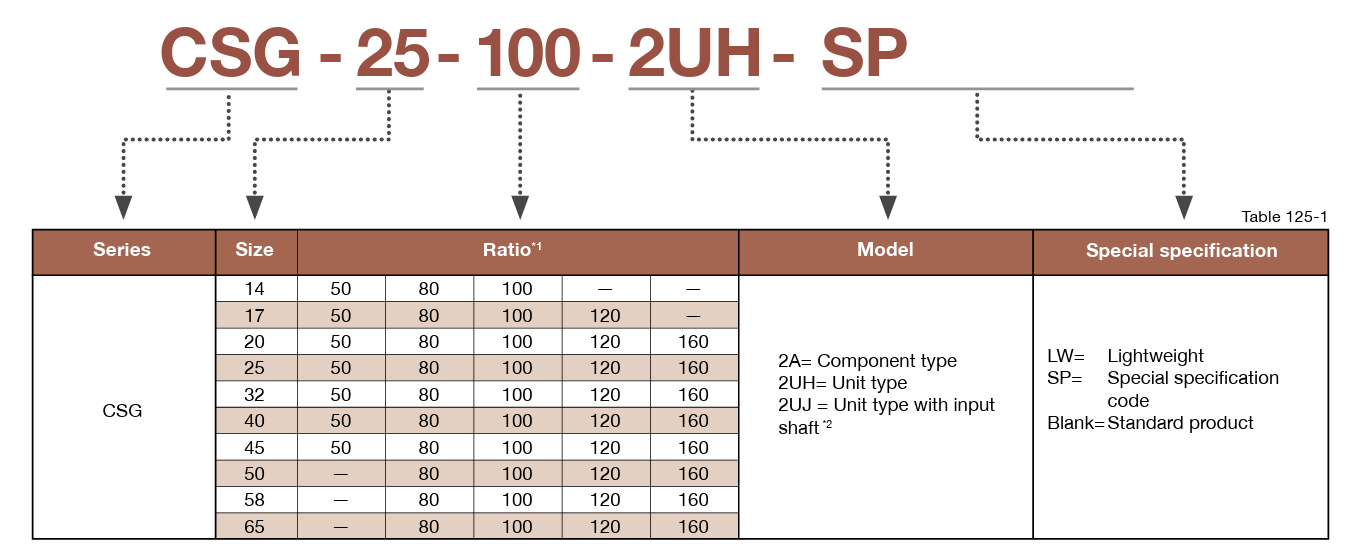 CSG - 25 - 100 - 2UH - SP
Table 125-1
Series Size Ratio*1 Model Special specification
14 50 80 100 — —
17 50 80 100 120 —
20 50 80 100 120 160
25 50 80 100 120 160
32 50 80 100 120 160
40 50 80 100 120 160
45 50 80 100 120 160
50 — 80 100 120 160
58 — 80 100 120 160
65 — 80 100 120 160
CSG
2A= Component type
2UH= Unit type
2UJ = Unit type with input
shaft*2
LW= Lightweight
SP= Special specification
code
Blank= Standard product